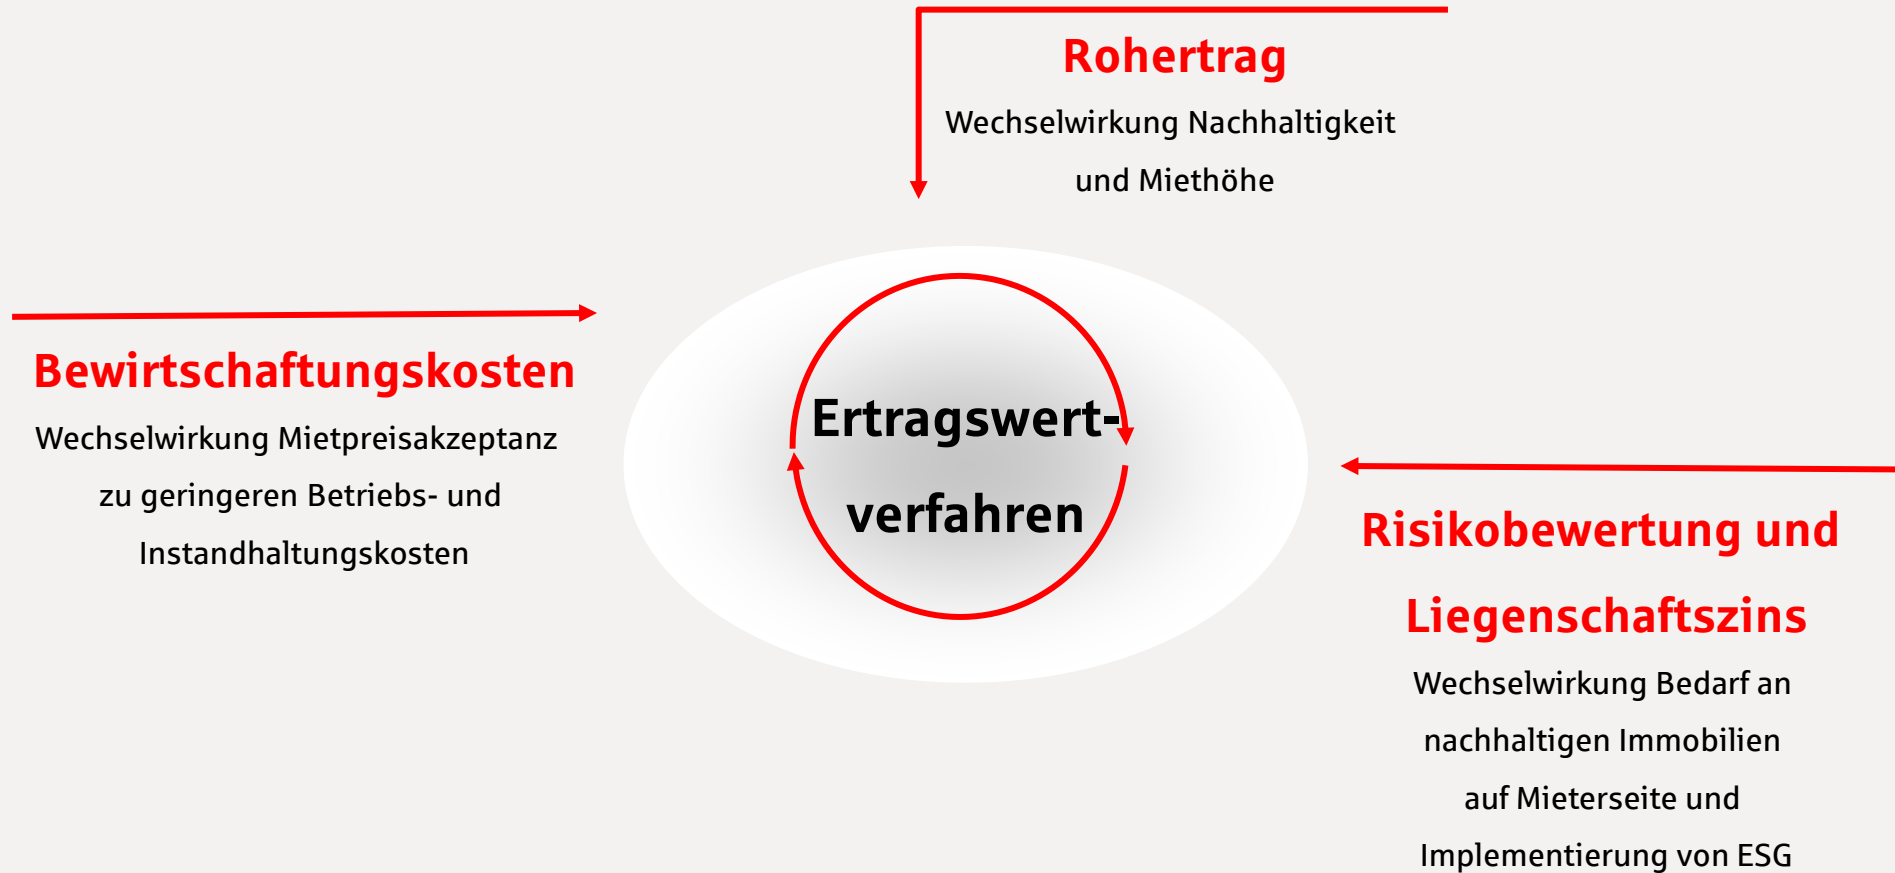 Rohertrag
Wechselwirkung Nachhaltigkeit
und Miethöhe
Bewirtschaftungskosten
Wechselwirkung Mietpreisakzeptanz
zu geringeren Betriebs- und
Instandhaltungskosten
Ertragswert-
verfahren
Risikobewertung und
Liegenschaftszins
Wechselwirkung Bedarf an
nachhaltigen Immobilien
auf Mieterseite und
Implementierung von ESG